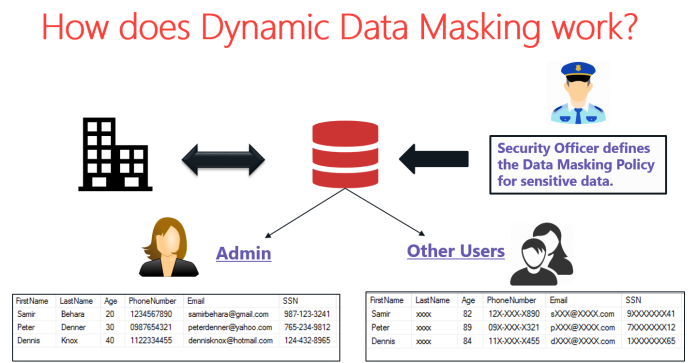 How does Dynamic Data Masking work?
Security Officer defines
the Data Masking Policy
for sensitive data.
Admin
Other Users
FirstName LastName Age PhoneNumber Email SSN
Samir Behara 20 1234567890 samirbehara@gmail.com 987-123-3241
Peter Denner 30 0987654321 peterdenner@yahoo.com 765-234-9812
Dennis Knox 40 1122334455 dennisknox@hotmail.com 124-432-8965
FirstName LastName Age PhoneNumber Email SSN
Samir xxxx 82 12X-XXX-X890 sXXX@XXXX.com 9XXXXXXX41
Peter xxxx 89 09X-XXX-X321 pXXX@XXXX.com 7XXXXXXX12
Dennis xxxx 84 11X-XXX-X455 dXXX@XXXX.com 1XXXXXXX65